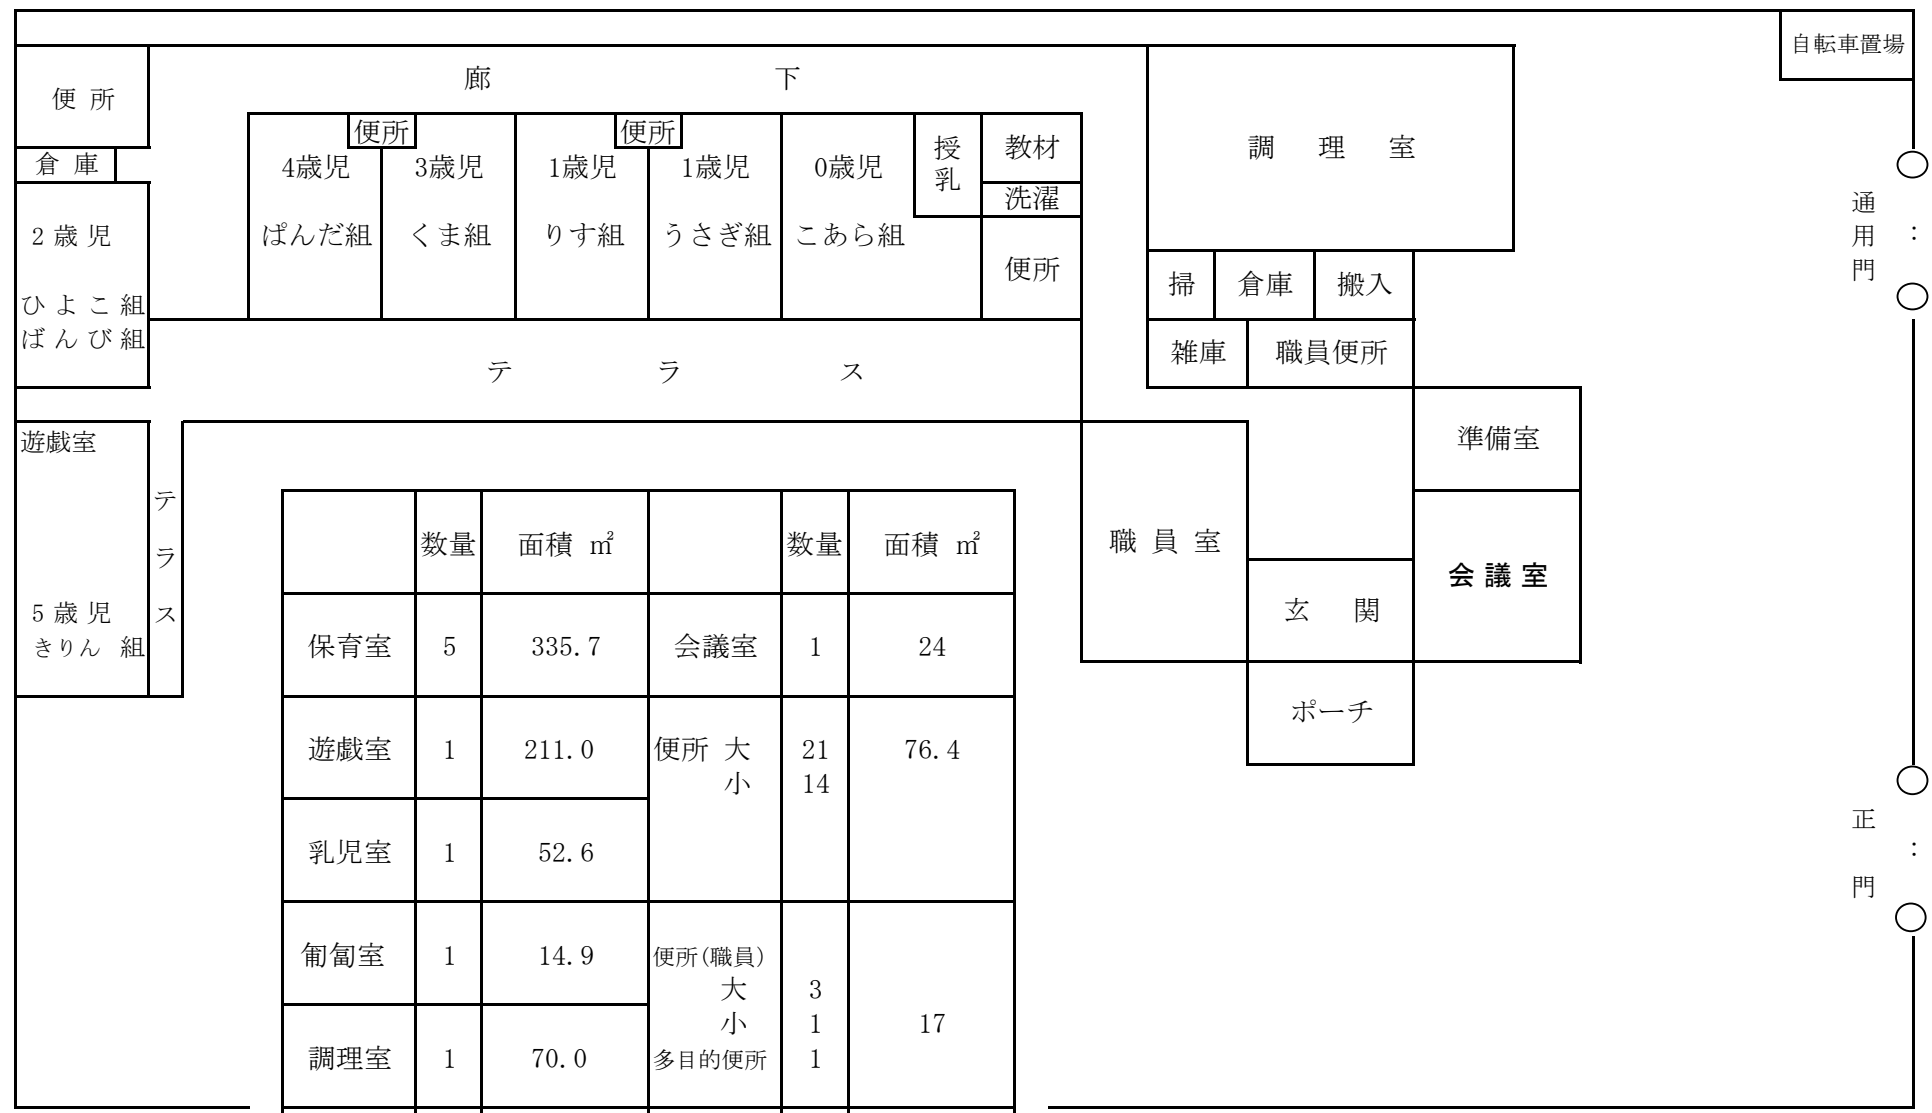 自転車置場
廊 下
便 所
便所 便所
調 理 室
倉 庫
4歳児 3歳児 1歳児 1歳児 0歳児
授乳
教材
洗濯
2 歳 児
ぱんだ組 くま組 りす組 うさぎ組 こあら組
便所
通用門
:
ひ よ こ 組
ば ん び 組
掃 倉庫 搬入
雑庫 職員便所
テ ラ ス
遊戯室
テラス
5 歳 児
きりん 組
準備室
職 員 室
会 議 室
玄 関
ポーチ
正門
:
数量 面積 ㎡ 数量 面積 ㎡
保育室 5 335.7 会議室 1 24
遊戯室 1 211.0 便所 大 21 76.4
小 14
乳児室 1 52.6
匍匐室 1 14.9 便所(職員)
大 3
小 1 17
調理室 1 70.0 多目的便所 1